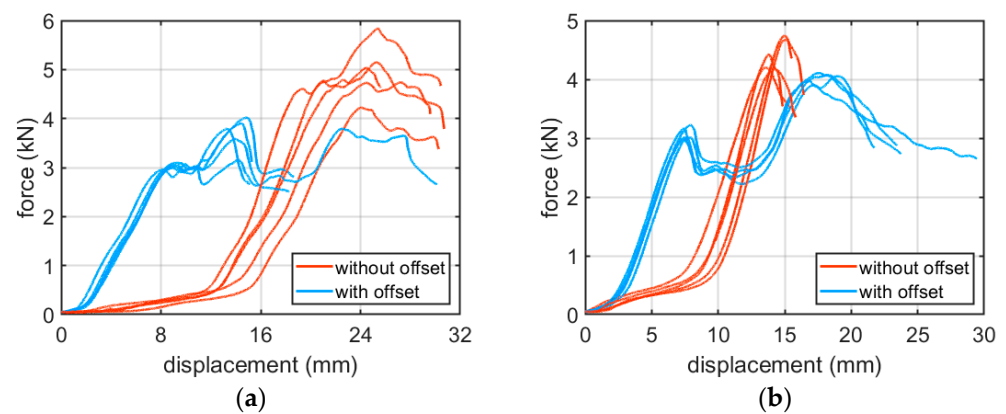 6
5
4
3
2
1
0
force (kN)
0 8 16 24 32
displacement (mm)
without offset
with offset
(a)
5
4
3
2
1
0
force (kN)
0 5 10 15 20 25 30
displacement (mm)
without offset
with offset
(b)